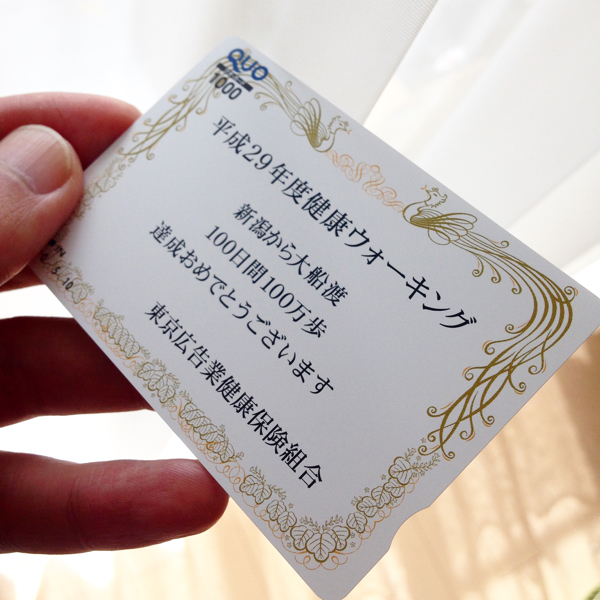 QUO
1000
平成29年度健康ウォーキング
新潟から大船渡
100日間100万歩
達成おめでとうございます
東京広告業健康保険組合